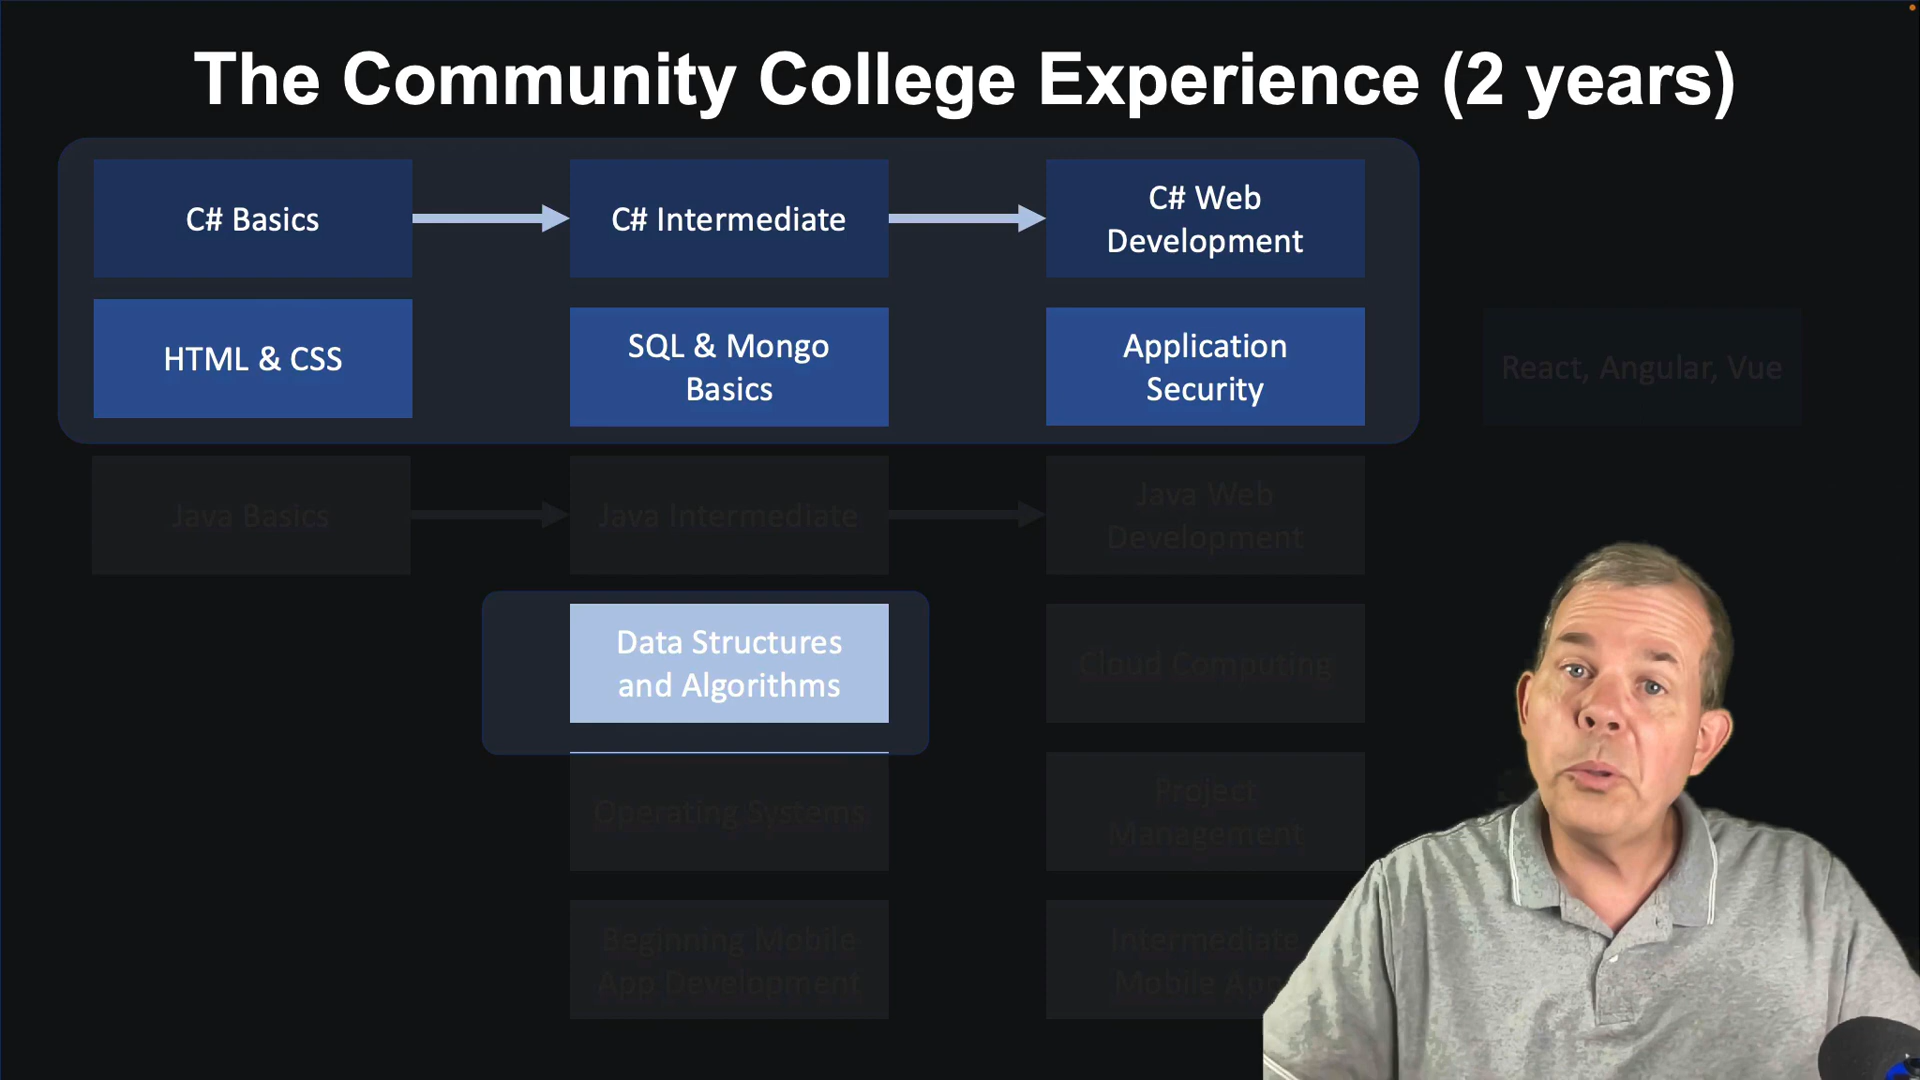 The Community College Experience (2 years)
C# Basics
C# Intermediate
C# Web
Development
HTML & CSS
SQL & Mongo
Basics
Application
Security
React, Angular, Vue
Java Basics
Java Intermediate
Java Web
Development
Data Structures
and Algorithms
Cloud Computing
Operating Systems
Project
Management
Beginning Mobile
App Development
Intermediate
Mobile App